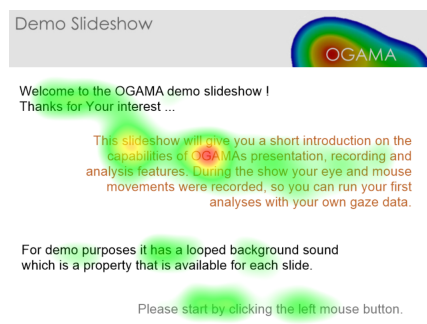 Demo Slideshow
OGAMA
Welcome to the OGAMA demo slideshow !
Thanks for Your interest ...
This slideshow will give you a short introduction on the
capabilities of OGAMAs presentation, recording and
analysis features. During the show your eye and mouse
movements were recorded, so you can run your first
analyses with your own gaze data.
For demo purposes it has a looped background sound
which is a property that is available for each slide.
Please start by clicking the left mouse button.